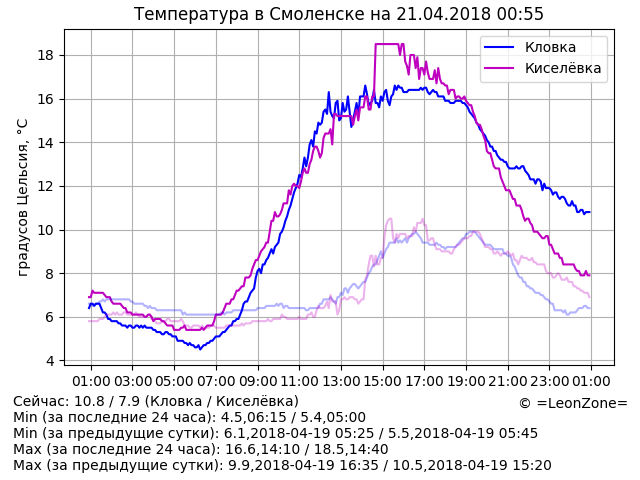 Температура в Смоленске на 21.04.2018 00:55
Кловка
Киселёвка
градусов Цельсия, °C
18
16
14
12
10
8
6
4
01:00 03:00 05:00 07:00 09:00 11:00 13:00 15:00 17:00 19:00 21:00 23:00 01:00
Сейчас: 10.8 / 7.9 (Кловка / Киселёвка)
© =LeonZone=
Min (за последние 24 часа): 4.5,06:15 / 5.4,05:00
Min (за предыдущие сутки): 6.1,2018-04-19 05:25 / 5.5,2018-04-19 05:45
Max (за последние 24 часа): 16.6,14:10 / 18.5,14:40
Max (за предыдущие сутки): 9.9,2018-04-19 16:35 / 10.5,2018-04-19 15:20